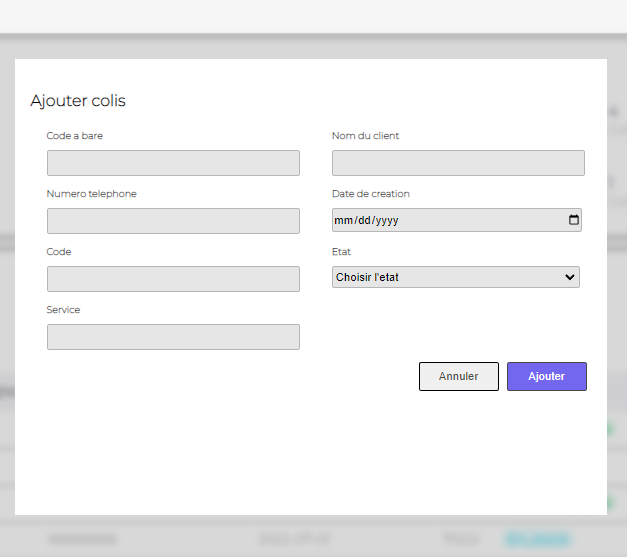 Ajouter colis
Code a bare
Nom du client
Numero telephone
Date de creation
mm/dd/yyyy
Code
Etat
Choisir l'etat
Service
Annuler
Ajouter